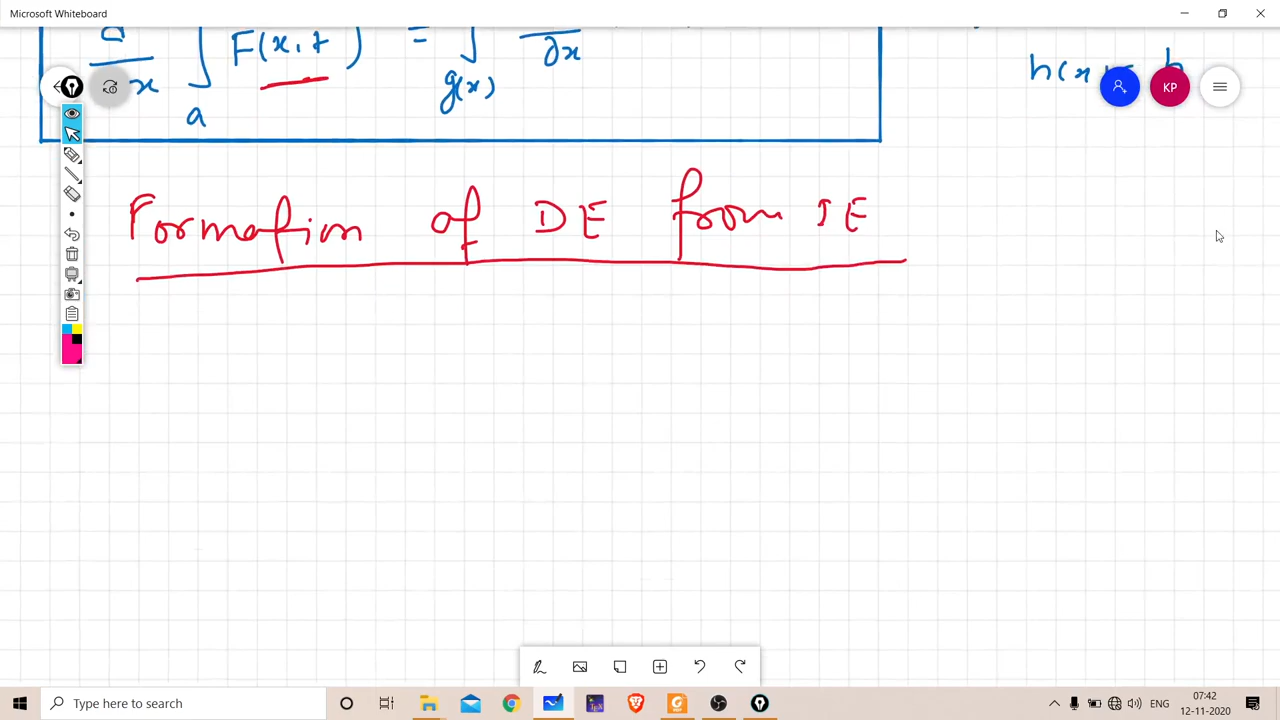 Microsoft Whiteboard
d ∫ F(x,t) = ∫ ∂x
x a g(x)
h(x) = b
KP
Formation of DE from IE
Type here to search
ENG
07:42
12-11-2020